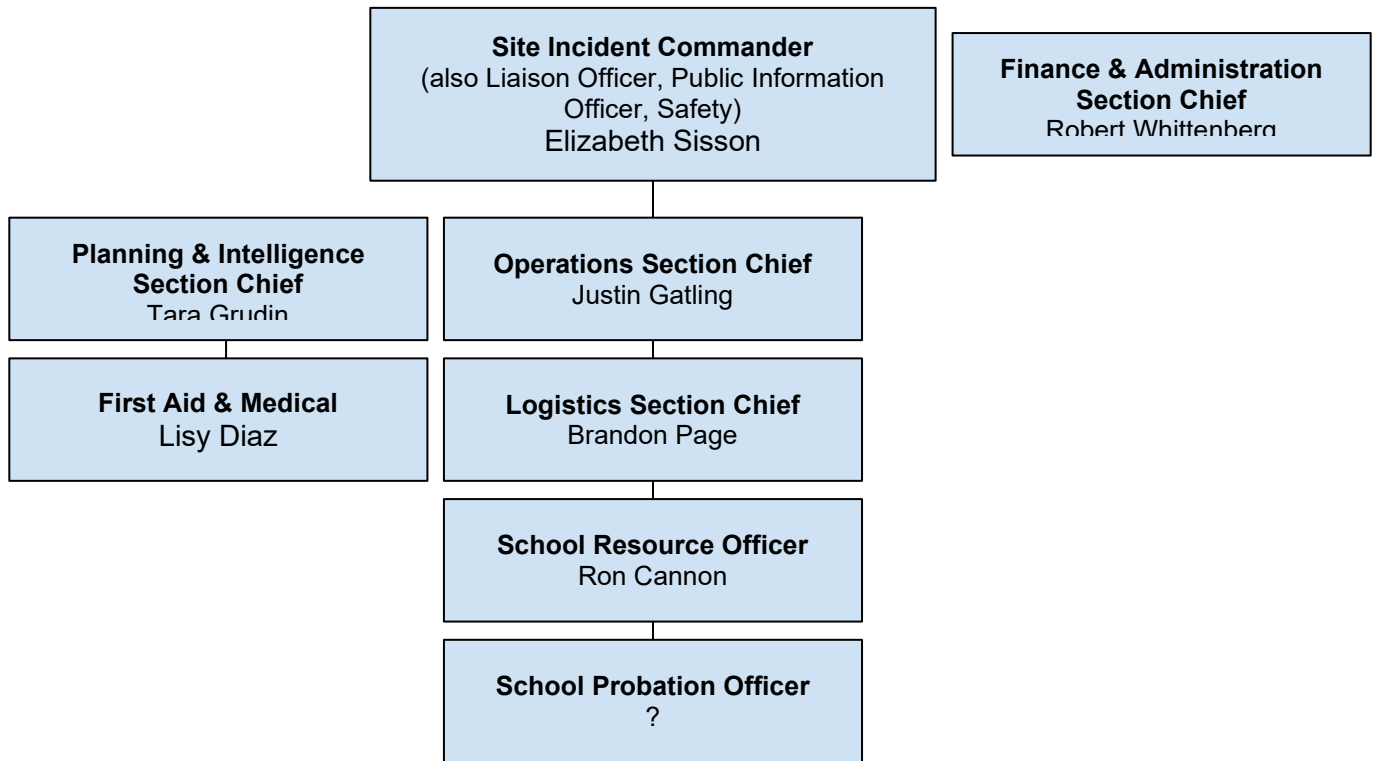 Site Incident Commander
(also Liaison Officer, Public Information
Officer, Safety)
Elizabeth Sisson
Finance & Administration
Section Chief
Robert Whittenberg
Planning & Intelligence
Section Chief
Tara Grudin
Operations Section Chief
Justin Gatling
First Aid & Medical
Lisy Diaz
Logistics Section Chief
Brandon Page
School Resource Officer
Ron Cannon
School Probation Officer
?